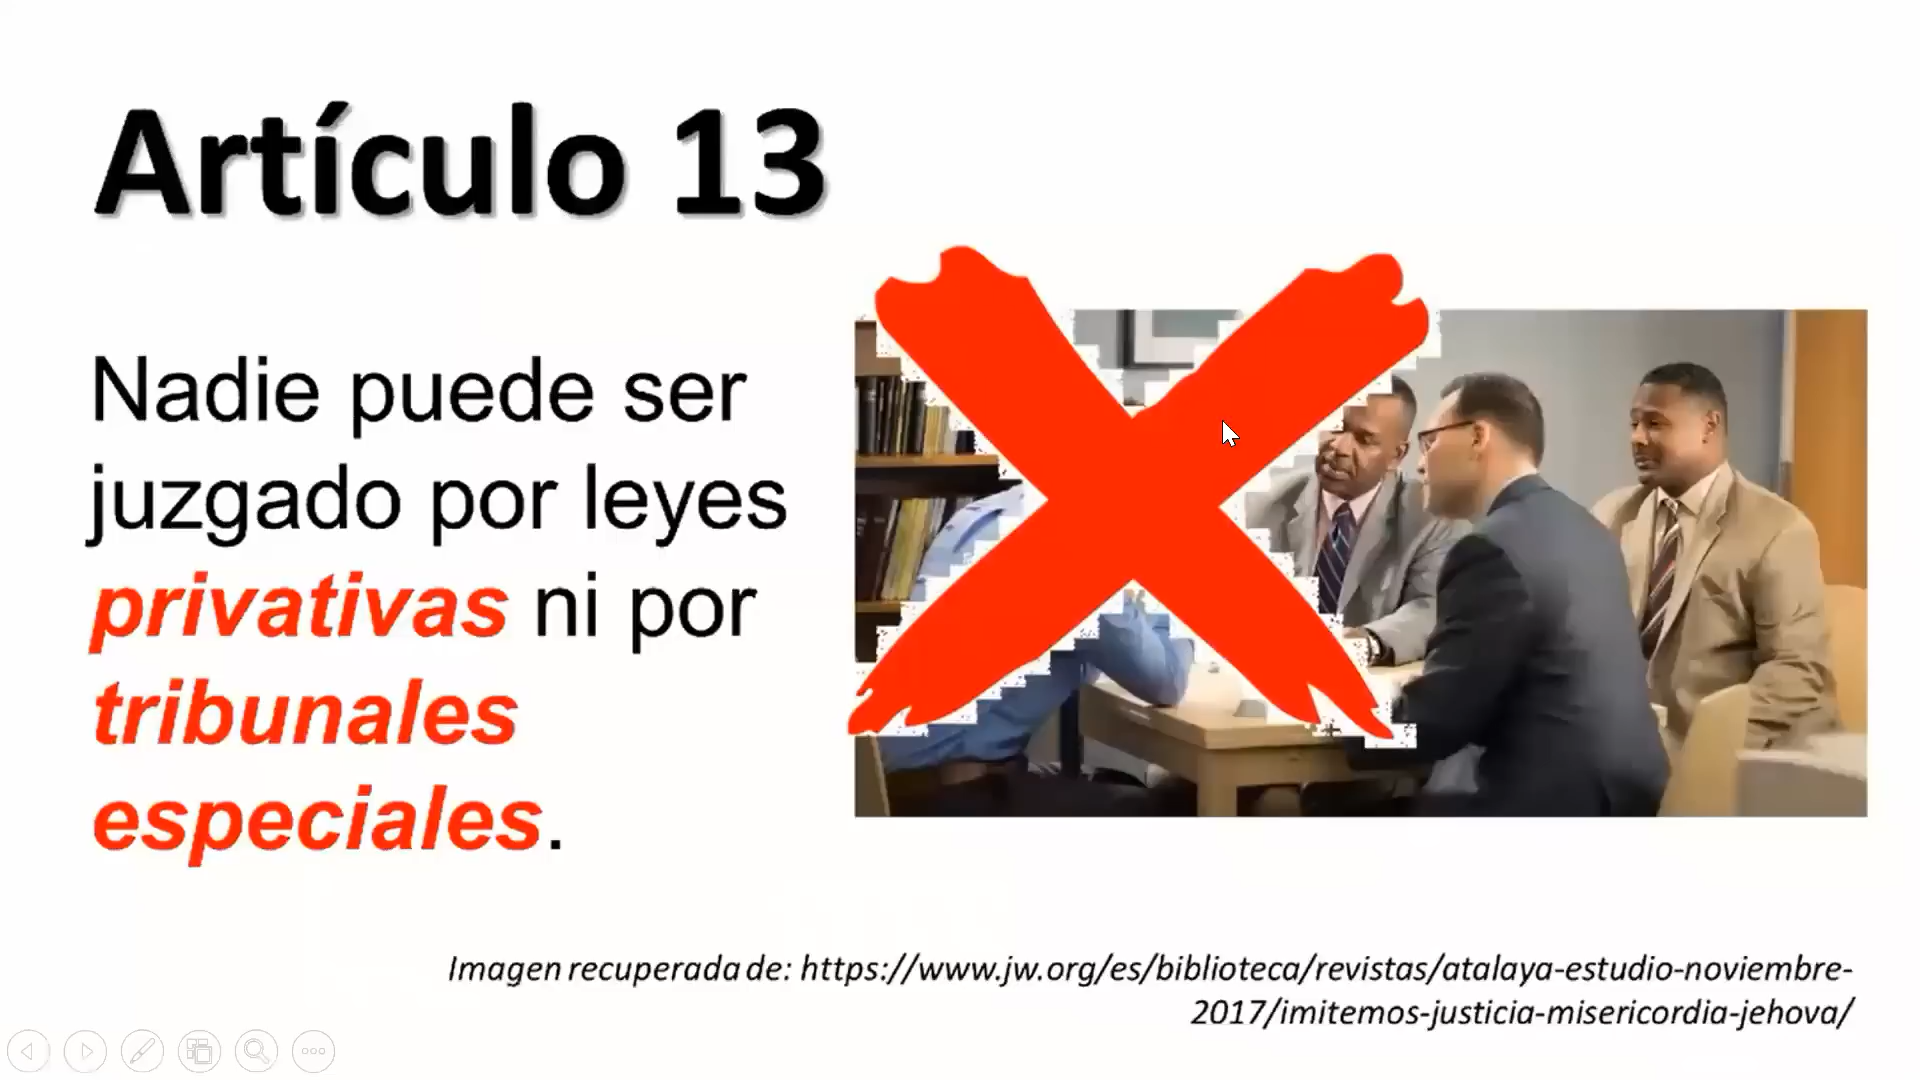 Artículo 13
Nadie puede ser
juzgado por leyes
privativas ni por
tribunales
especiales.
Imagen recuperada de: https://www.jw.org/es/biblioteca/revistas/atalaya-estudio-noviembre-
2017/imitemos-justicia-misericordia-jehova/